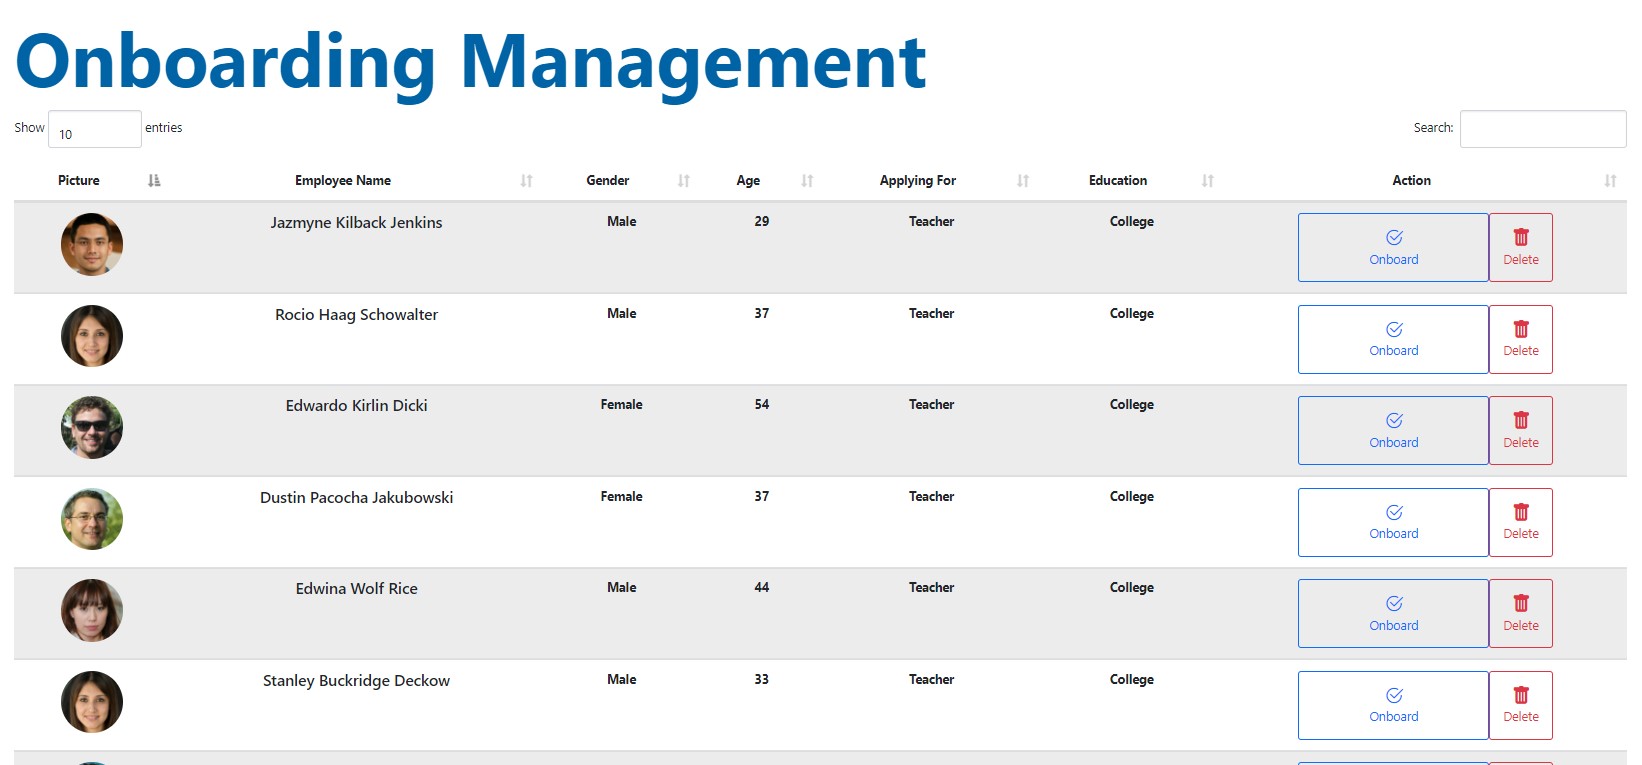 Onboarding Management
Show 10 entries Search:
Picture Employee Name Gender Age Applying For Education Action
Jazmyne Kilback Jenkins Male 29 Teacher College Onboard Delete
Rocio Haag Schowalter Male 37 Teacher College Onboard Delete
Edwardo Kirlin Dicki Female 54 Teacher College Onboard Delete
Dustin Pacocha Jakubowski Female 37 Teacher College Onboard Delete
Edwina Wolf Rice Male 44 Teacher College Onboard Delete
Stanley Buckridge Deckow Male 33 Teacher College Onboard Delete